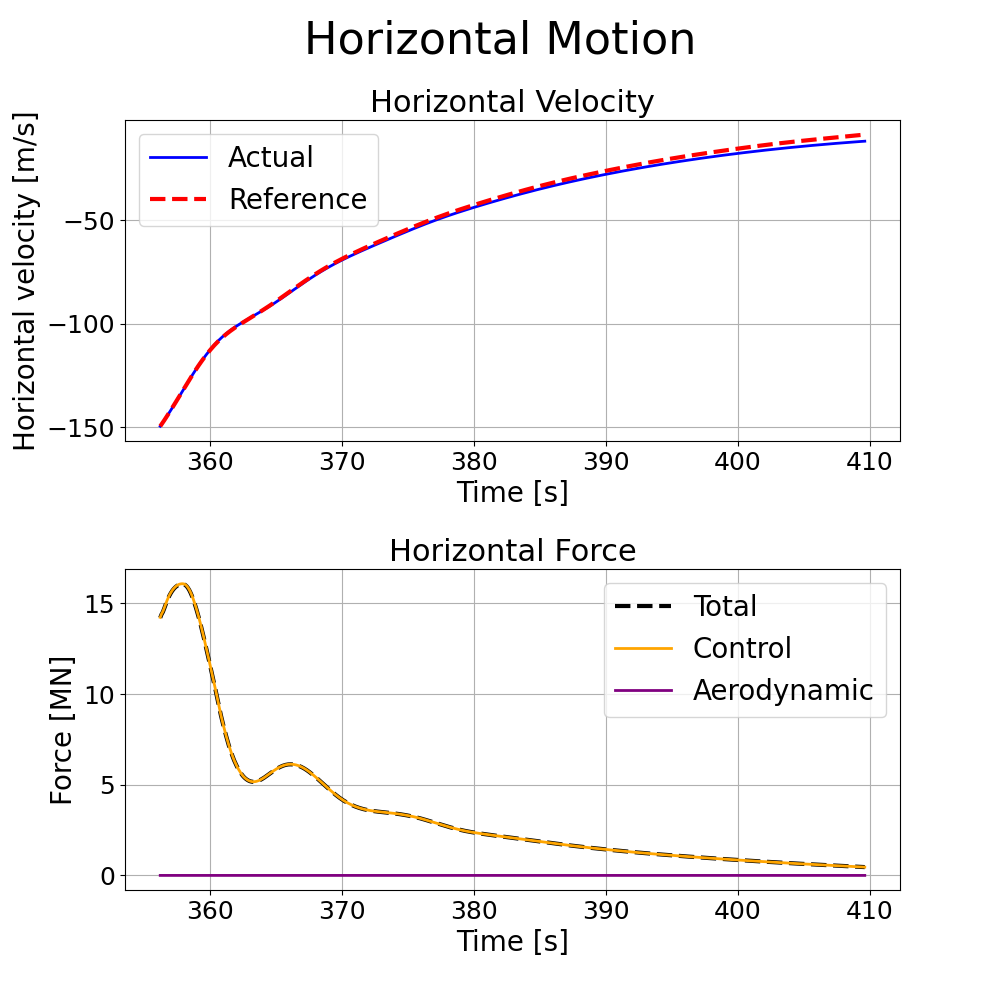 Horizontal Motion
Horizontal Velocity
Horizontal velocity [m/s]
Actual
Reference
−50
−100
−150
360 370 380 390 400 410
Time [s]
Horizontal Force
Force [MN]
Total
Control
Aerodynamic
15
10
5
0
360 370 380 390 400 410
Time [s]